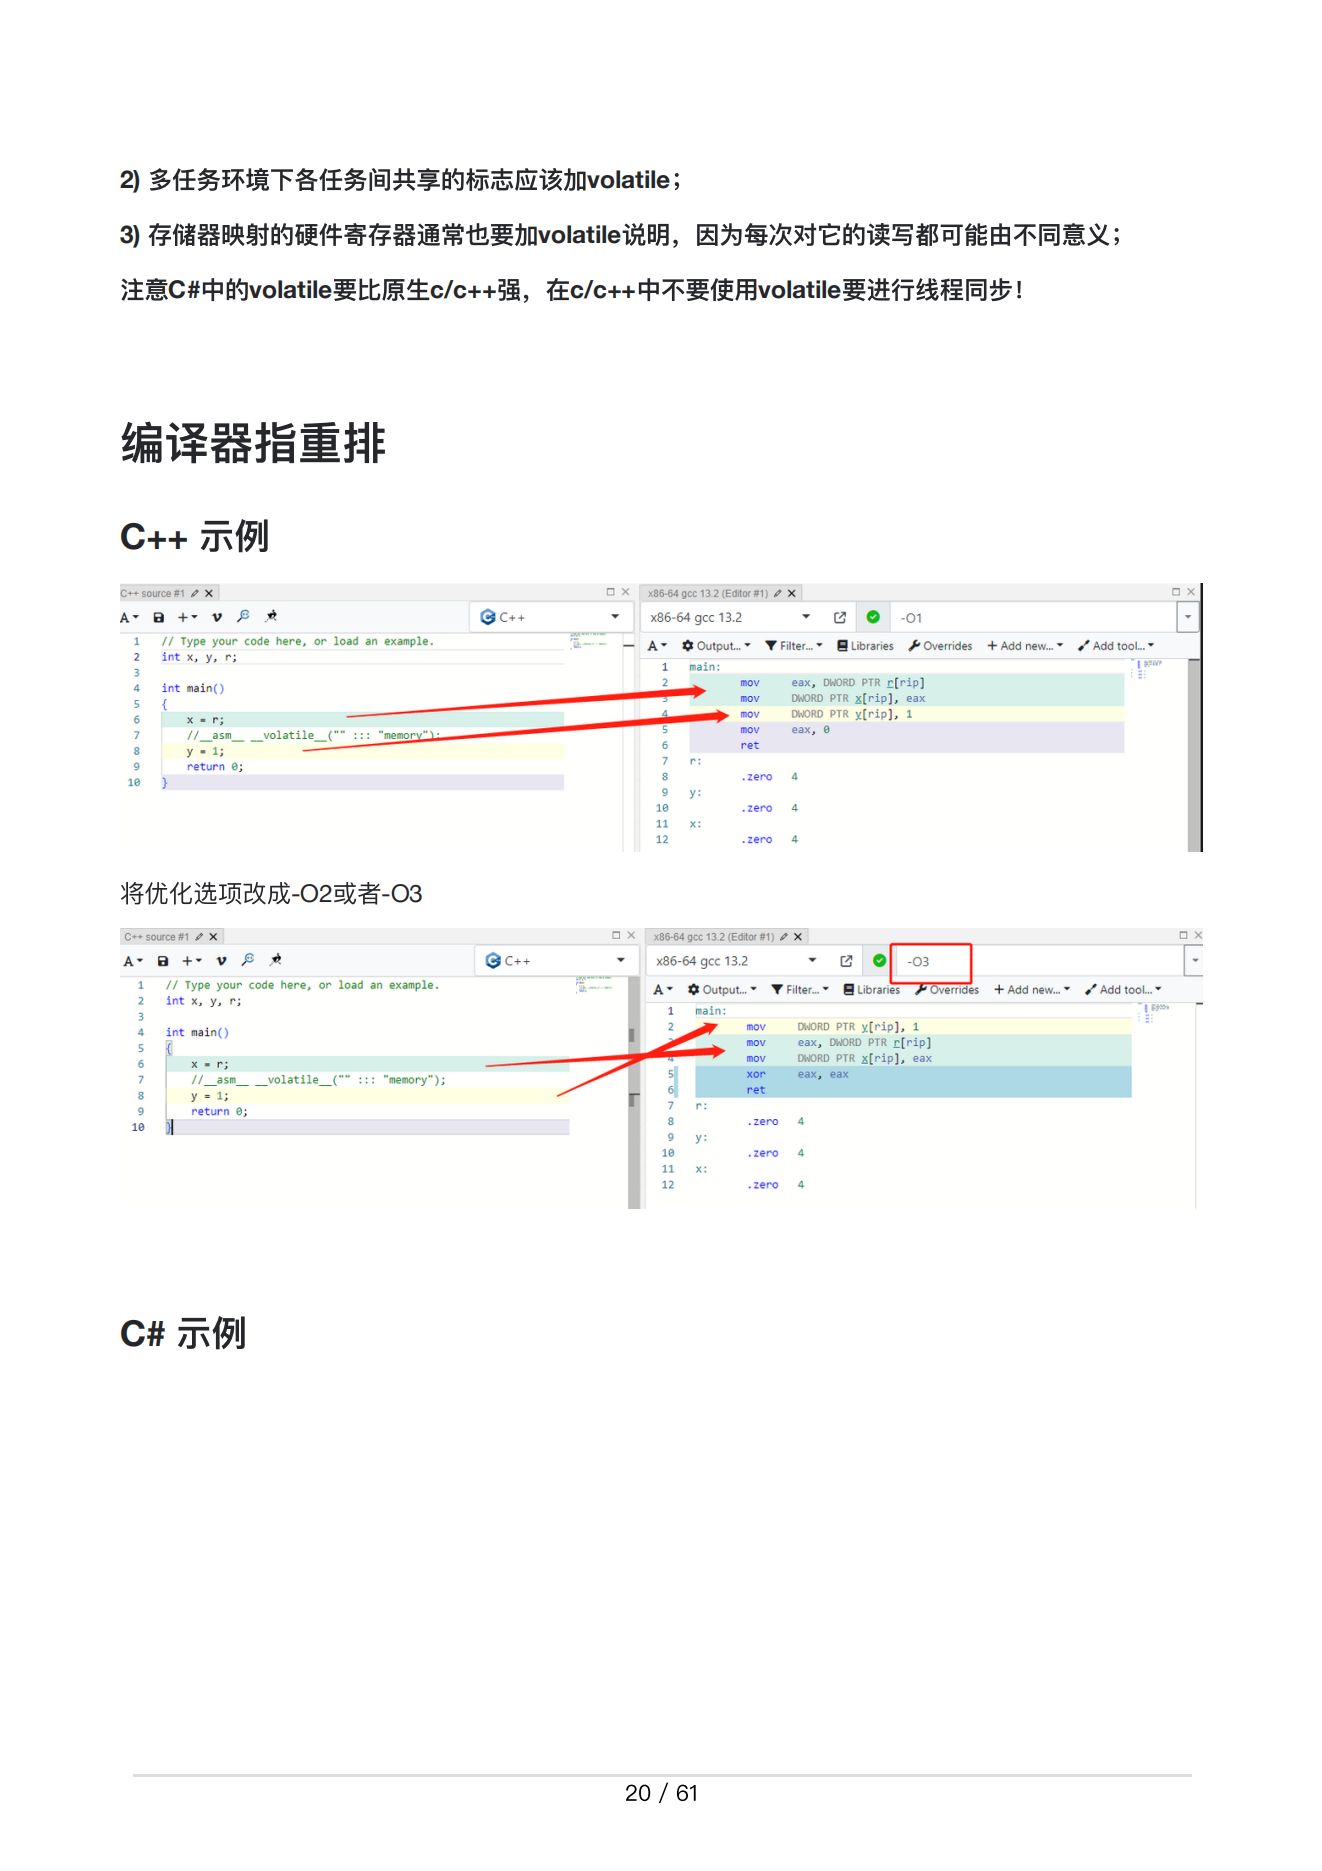 2) 多任务环境下各任务间共享的标志应该加volatile；
3) 存储器映射的硬件寄存器通常也要加volatile说明，因为每次对它的读写都可能由不同意义；
注意C#中的volatile要比原生c/c++强，在c/c++中不要使用volatile要进行线程同步！
编译器指重排
C++ 示例
C++ source #1
A
C++
1 // Type your code here, or load an example.
2 int x, y, r;
3
4 int main()
5 {
6 x = r;
7 //__asm__ __volatile__("" ::: "memory");
8 y = 1;
9 return 0;
10 }
x86-64 gcc 13.2 (Editor #1)
x86-64 gcc 13.2 -O1
A Output... Filter... Libraries Overrides + Add new... Add tool...
1 main:
2 mov eax, DWORD PTR r[rip]
3 mov DWORD PTR x[rip], eax
4 mov DWORD PTR y[rip], 1
5 mov eax, 0
6 ret
7 r:
8 .zero 4
9 y:
10 .zero 4
11 x:
12 .zero 4
将优化选项改成-O2或者-O3
C++ source #1
A
C++
1 // Type your code here, or load an example.
2 int x, y, r;
3
4 int main()
5 {
6 x = r;
7 //__asm__ __volatile__("" ::: "memory");
8 y = 1;
9 return 0;
10 }
x86-64 gcc 13.2 (Editor #1)
x86-64 gcc 13.2 -O3
A Output... Filter... Libraries Overrides + Add new... Add tool...
1 main:
2 mov DWORD PTR y[rip], 1
3 mov eax, DWORD PTR r[rip]
4 mov DWORD PTR x[rip], eax
5 xor eax, eax
6 ret
7 r:
8 .zero 4
9 y:
10 .zero 4
11 x:
12 .zero 4
C# 示例
20 / 61